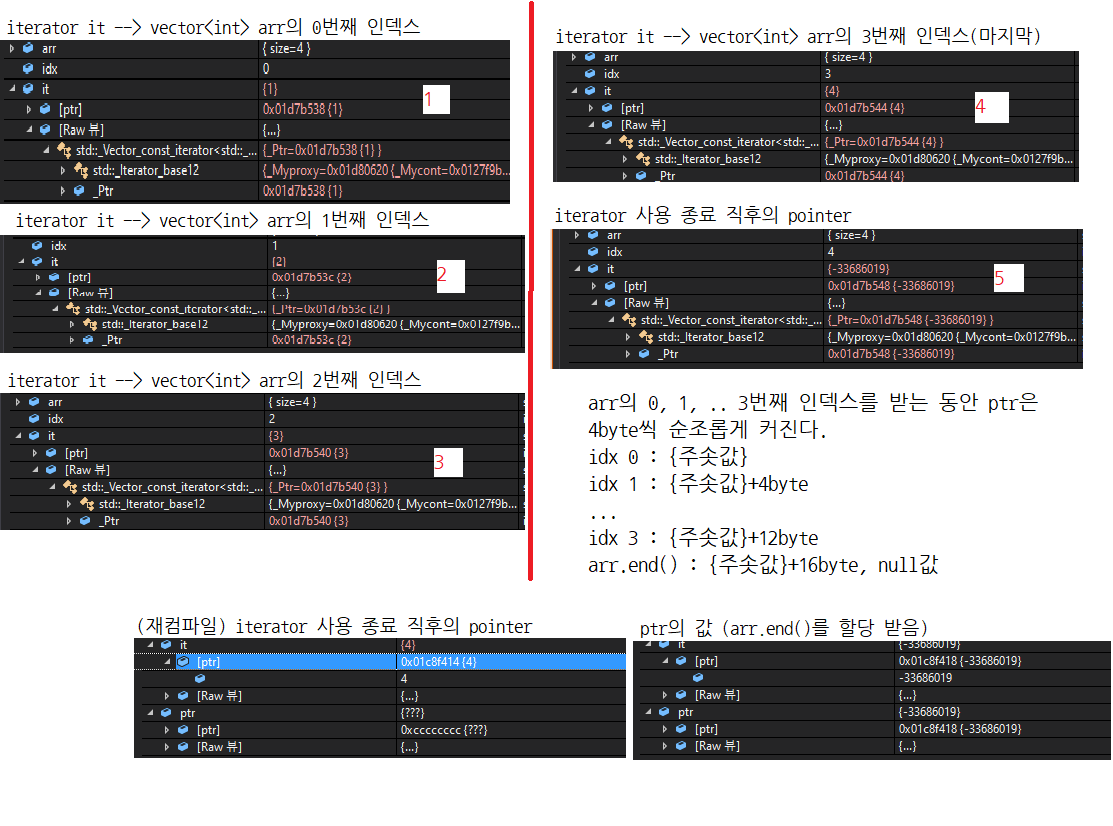 iterator it --> vector<int> arr의 0번째 인덱스
arr { size=4 }
idx 0
it {1}
[ptr] 0x01d7b538 {1}
[Raw 뷰] {...}
std::_Vector_const_iterator<std::_... {_Ptr=0x01d7b538 {1} }
std::_Iterator_base12 {_Myproxy=0x01d80620 {_Mycont=0x0127f9b...
_Ptr 0x01d7b538 {1}
1
iterator it --> vector<int> arr의 1번째 인덱스
idx 1
it {2}
[ptr] 0x01d7b53c {2}
[Raw 뷰] {...}
std::_Vector_const_iterator<std::_... {_Ptr=0x01d7b53c {2} }
std::_Iterator_base12 {_Myproxy=0x01d80620 {_Mycont=0x0127f9b...
_Ptr 0x01d7b53c {2}
2
iterator it --> vector<int> arr의 2번째 인덱스
arr { size=4 }
idx 2
it {3}
[ptr] 0x01d7b540 {3}
[Raw 뷰] {...}
std::_Vector_const_iterator<std::_... {_Ptr=0x01d7b540 {3} }
std::_Iterator_base12 {_Myproxy=0x01d80620 {_Mycont=0x0127f9b...
_Ptr 0x01d7b540 {3}
3
iterator it --> vector<int> arr의 3번째 인덱스(마지막)
arr { size=4 }
idx 3
it {4}
[ptr] 0x01d7b544 {4}
[Raw 뷰] {...}
std::_Vector_const_iterator<std::_... {_Ptr=0x01d7b544 {4} }
std::_Iterator_base12 {_Myproxy=0x01d80620 {_Mycont=0x0127f9b...
_Ptr 0x01d7b544 {4}
4
iterator 사용 종료 직후의 pointer
arr { size=4 }
idx 4
it {-33686019}
[ptr] 0x01d7b548 {-33686019}
[Raw 뷰] {...}
std::_Vector_const_iterator<std::_... {_Ptr=0x01d7b548 {-33686019} }
std::_Iterator_base12 {_Myproxy=0x01d80620 {_Mycont=0x0127f9b...
_Ptr 0x01d7b548 {-33686019}
5
arr의 0, 1, .. 3번째 인덱스를 받는 동안 ptr은
4byte씩 순조롭게 커진다.
idx 0 : {주솟값}
idx 1 : {주솟값}+4byte
...
idx 3 : {주솟값}+12byte
arr.end() : {주솟값}+16byte, null값
(재컴파일) iterator 사용 종료 직후의 pointer
it {4}
[ptr] 0x01c8f414 {4}
4
[Raw 뷰] {...}
ptr {???}
[ptr] 0xcccccccc {???}
[Raw 뷰] {...}
ptr의 값 (arr.end()를 할당 받음)
it {-33686019}
[ptr] 0x01c8f418 {-33686019}
-33686019
[Raw 뷰] {...}
ptr {-33686019}
[ptr] 0x01c8f418 {-33686019}
[Raw 뷰] {...}